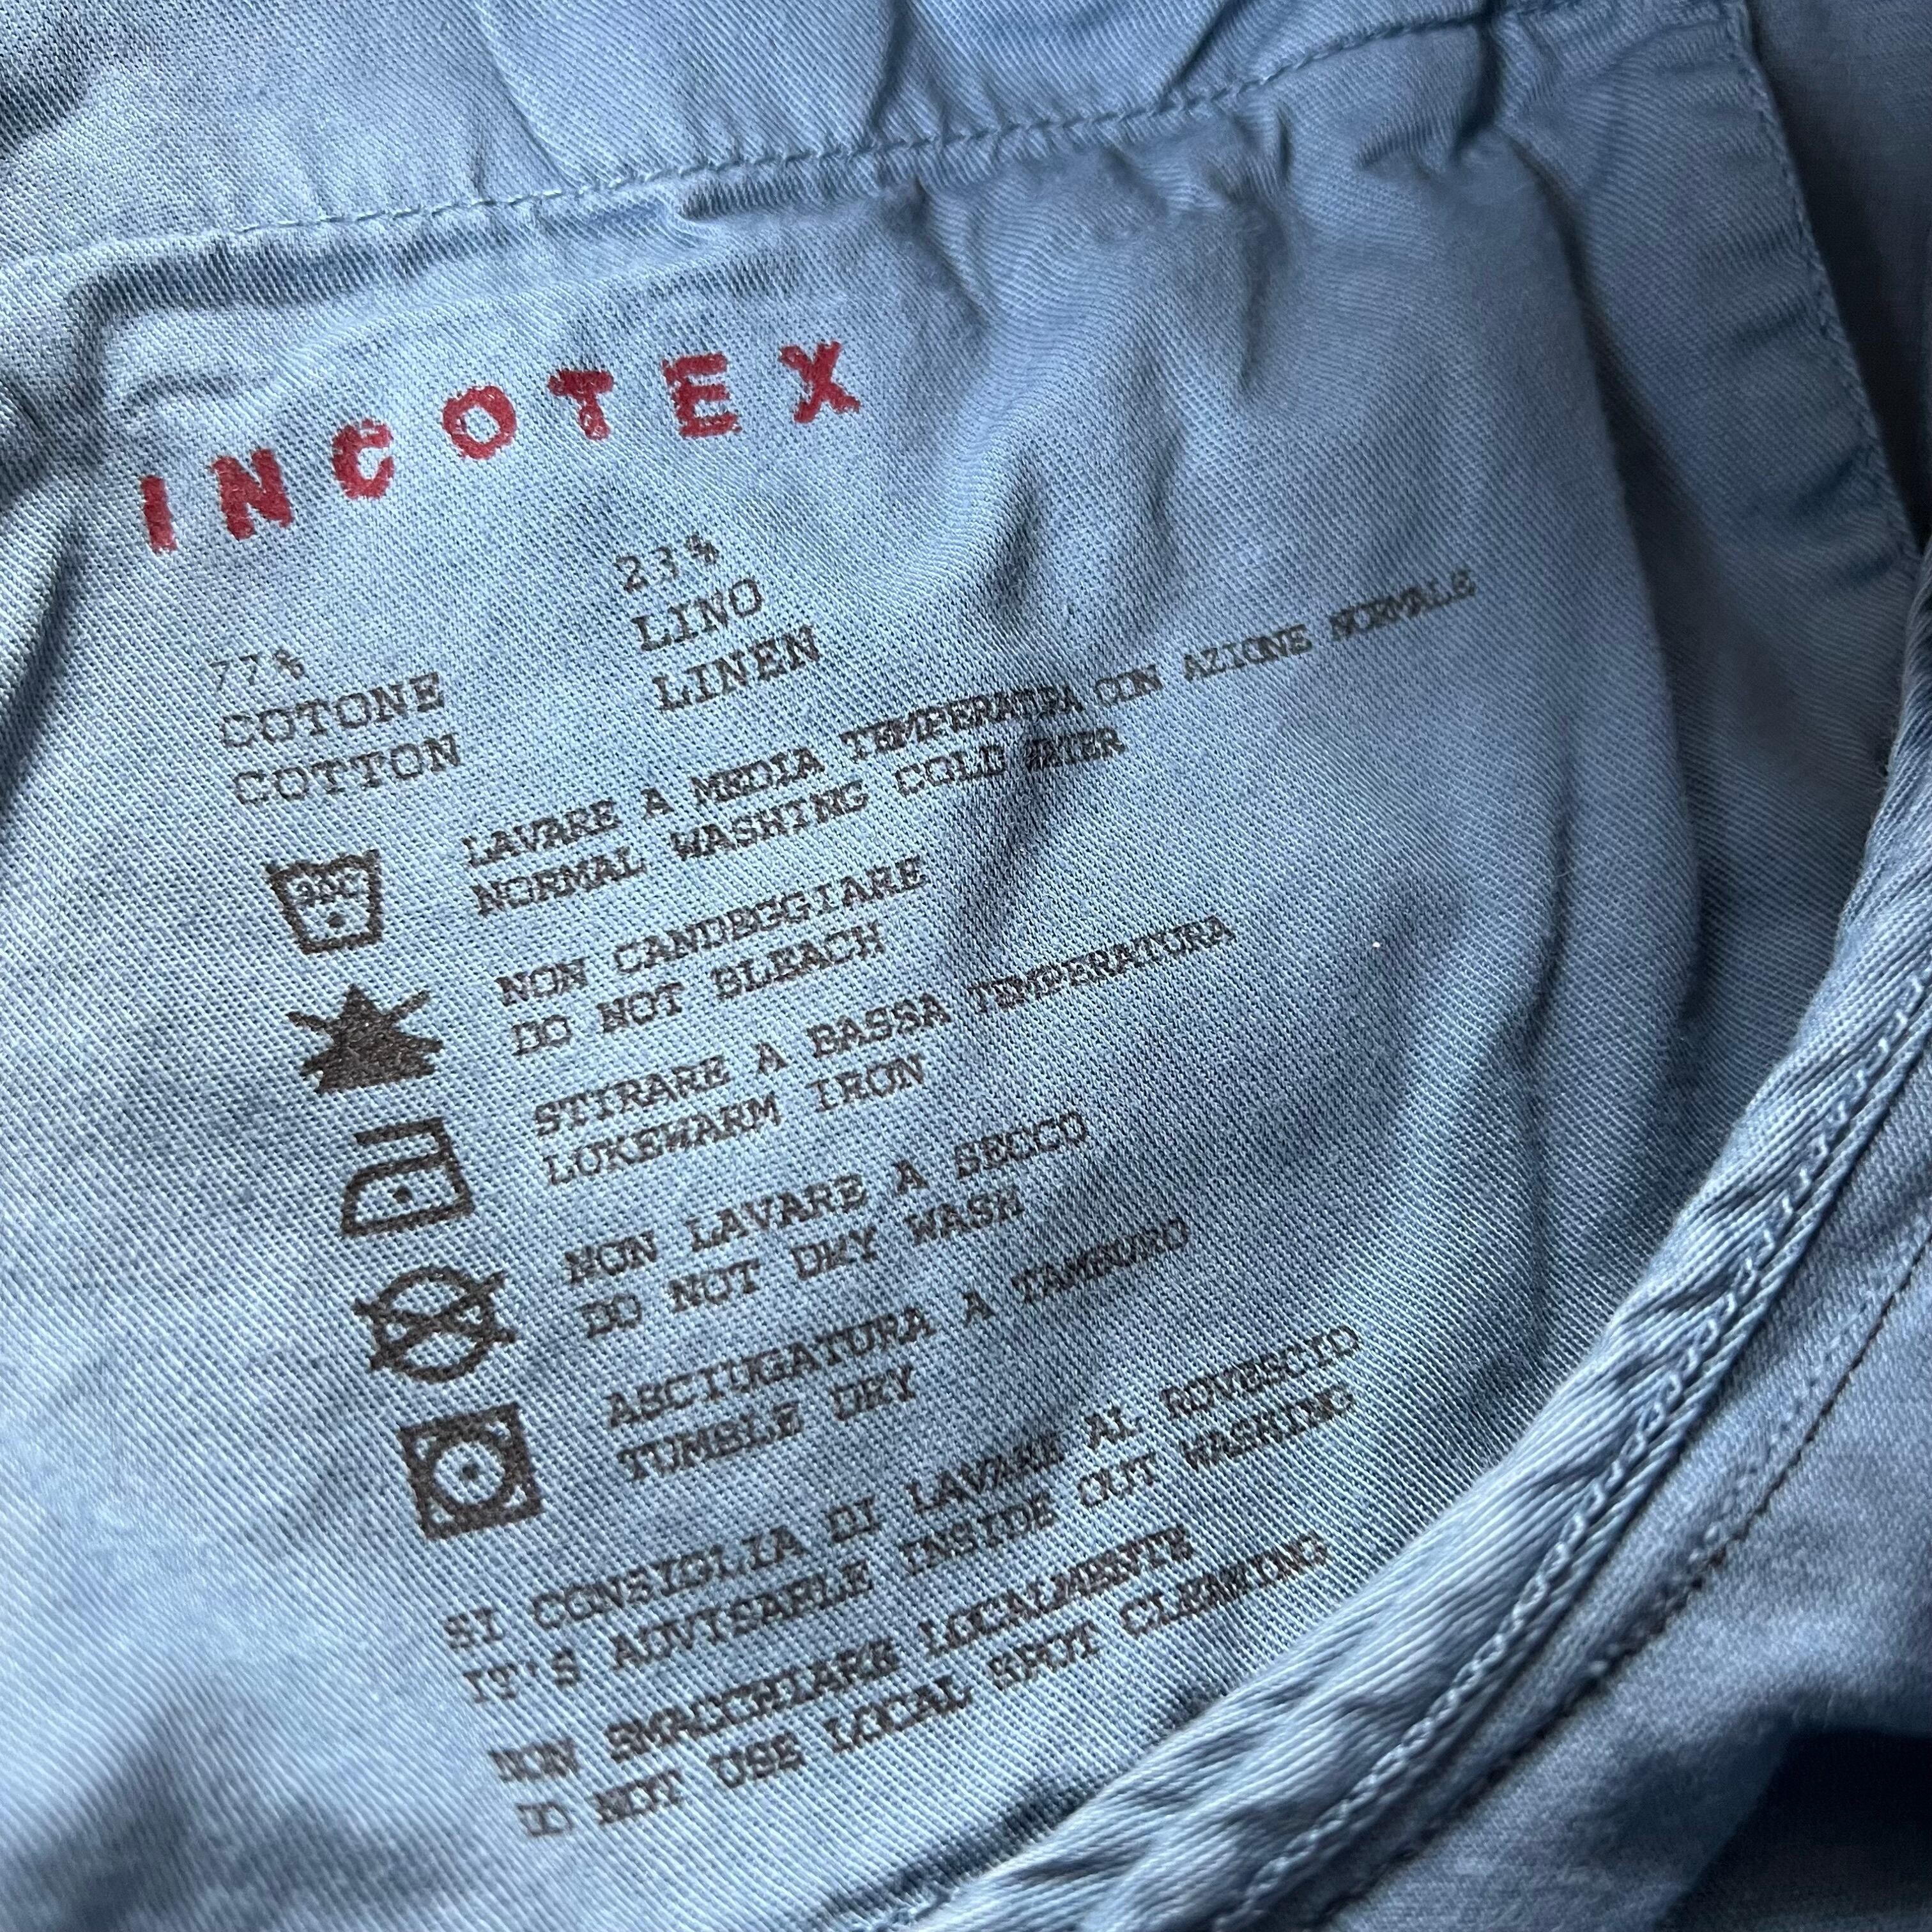 INCOTEX
77%
COTONE
COTTON
23%
LINO
LINEN
30C
LAVARE A MEDIA TEMPERATURA CON AZIONE NORMALE
NORMAL WASHING COLD WATER
NON CANDEGGIARE
DO NOT BLEACH
STIRARE A BASSA TEMPERATURA
LUKEWARM IRON
NON LAVARE A SECCO
DO NOT DRY WASH
ASCIUGATURA A TAMBURO
TUMBLE DRY
SI CONSIGLIA DI LAVARE AL ROVESCIO
IT'S ADVISABLE INSIDE OUT WASHING
NON SMACCHIARE LOCALMENTE
DO NOT USE LOCAL SPOT CLEANING